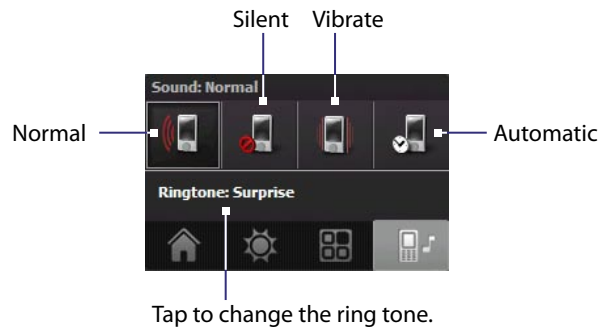 Silent Vibrate
Sound: Normal
Normal
Automatic
Ringtone: Surprise
Tap to change the ring tone.